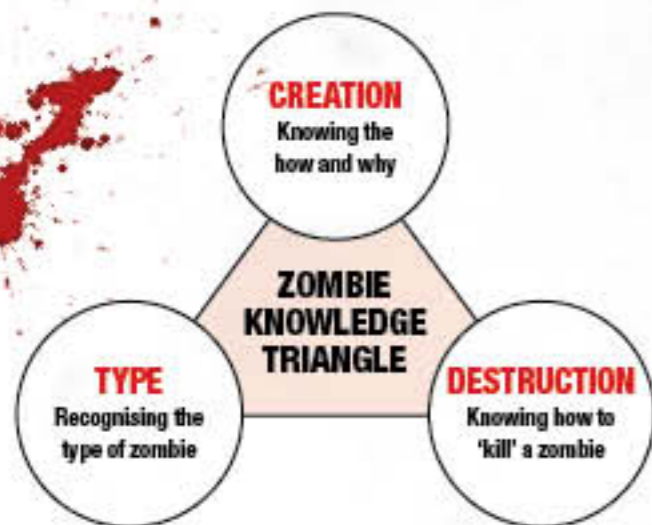 CREATION
Knowing the
how and why
ZOMBIE
KNOWLEDGE
TRIANGLE
TYPE
Recognising the
type of zombie
DESTRUCTION
Knowing how to
‘kill’ a zombie